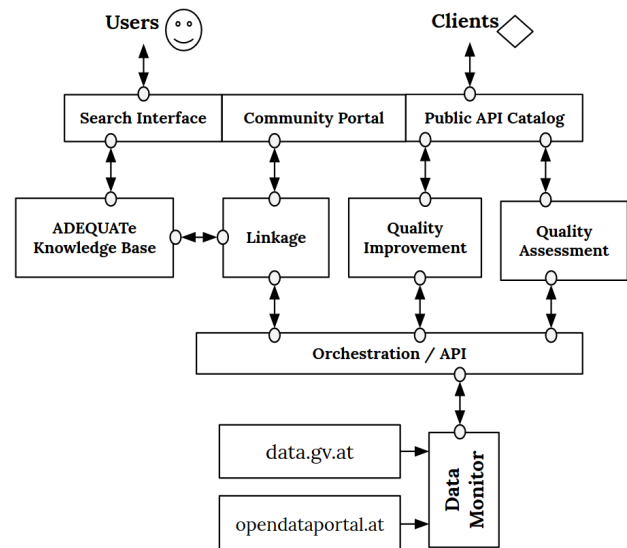 Users
Clients
Search Interface
Community Portal
Public API Catalog
ADEQUATe
Knowledge Base
Linkage
Quality
Improvement
Quality
Assessment
Orchestration / API
data.gv.at
opendataportal.at
Data
Monitor